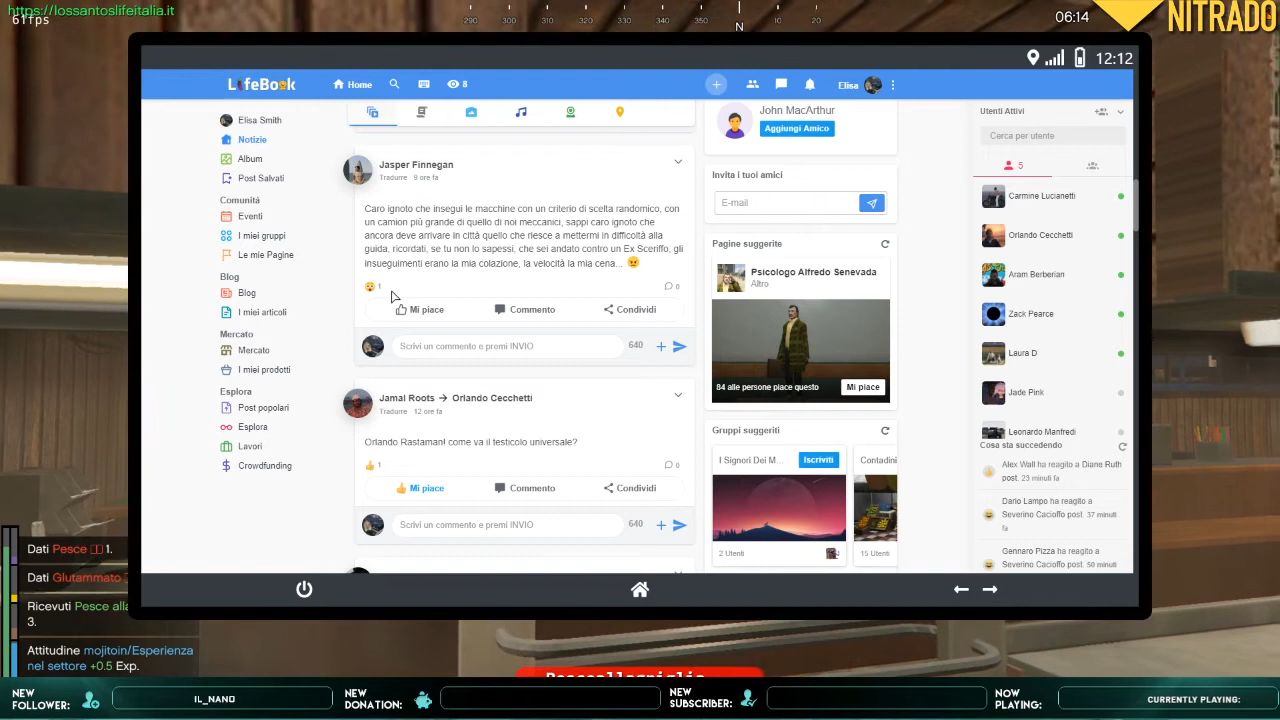 https://lossantoslifeitalia.it
61fps
290 300 320 330 340 350 N 10 20
06:14
NITRADO
12:12
LifeBook
Home
8
Elisa
Elisa Smith
Notizie
Album
Post Salvati
Comunità
Eventi
I miei gruppi
Le mie Pagine
Blog
Blog
I miei articoli
Mercato
Mercato
I miei prodotti
Esplora
Post popolari
Esplora
Lavori
Crowdfunding
Jasper Finnegan
Tradurre 9 ore fa
Caro ignoto che insegui le macchine con un criterio di scelta randomico, con
un camion più grande di quello di noi meccanici, sappi caro ignoto che
ancora deve arrivare in città quello che riesce a mettermi in difficoltà alla
guida, ricordati, se tu non lo sapessi, che sei andato contro un Ex Sceriffo, gli
inseguimenti erano la mia colazione, la velocità la mia cena... 😠
1
0
Mi piace
Commento
Condividi
Scrivi un commento e premi INVIO
640
Jamal Roots → Orlando Cecchetti
Tradurre 12 ore fa
Orlando Rastaman! come va il testicolo universale?
1
0
Mi piace
Commento
Condividi
Scrivi un commento e premi INVIO
640
John MacArthur
Aggiungi Amico
Invita i tuoi amici
E-mail
Pagine suggerite
Psicologo Alfredo Senevada
Altro
84 alle persone piace questo
Mi piace
Gruppi suggeriti
I Signori Dei M...
Iscriviti
2 Utenti
Contadini
15 Utenti
Utenti Attivi
Cerca per utente
5
Carmine Lucianetti
Orlando Cecchetti
Aram Berberian
Zack Pearce
Laura D
Jade Pink
Leonardo Manfredi
Cosa sta succedendo
Alex Wall ha reagito a Diane Ruth
post. 23 minuti fa
Dario Lampo ha reagito a
Severino Cacioffo post. 37 minuti
fa
Gennaro Pizza ha reagito a
Severino Cacioffo post. 50 minuti
Dati Pesce 1.
Dati Glutammato
Ricevuti Pesce alla
3.
Attitudine mojitoin/Esperienza
nel settore +0.5 Exp.
NEW
FOLLOWER:
IL_NANO
NEW
DONATION:
NEW
SUBSCRIBER:
NOW
PLAYING:
CURRENTLY PLAYING: